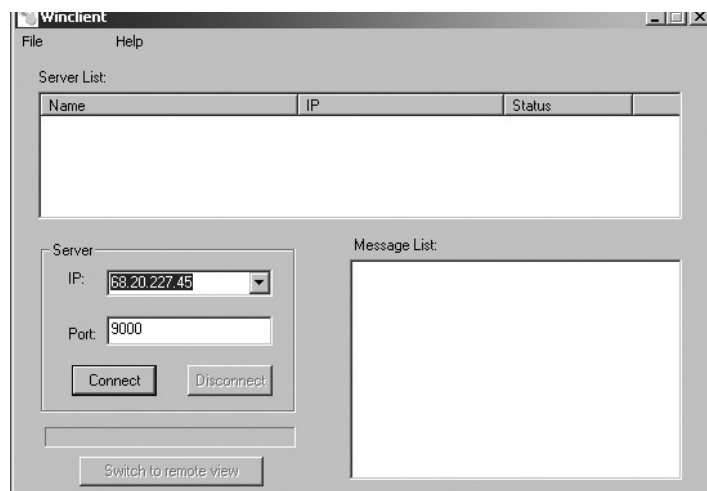 Winclient
File Help
Server List:
Name IP Status
Server
IP: 68.20.227.45
Port: 9000
Connect Disconnect
Switch to remote view
Message List: